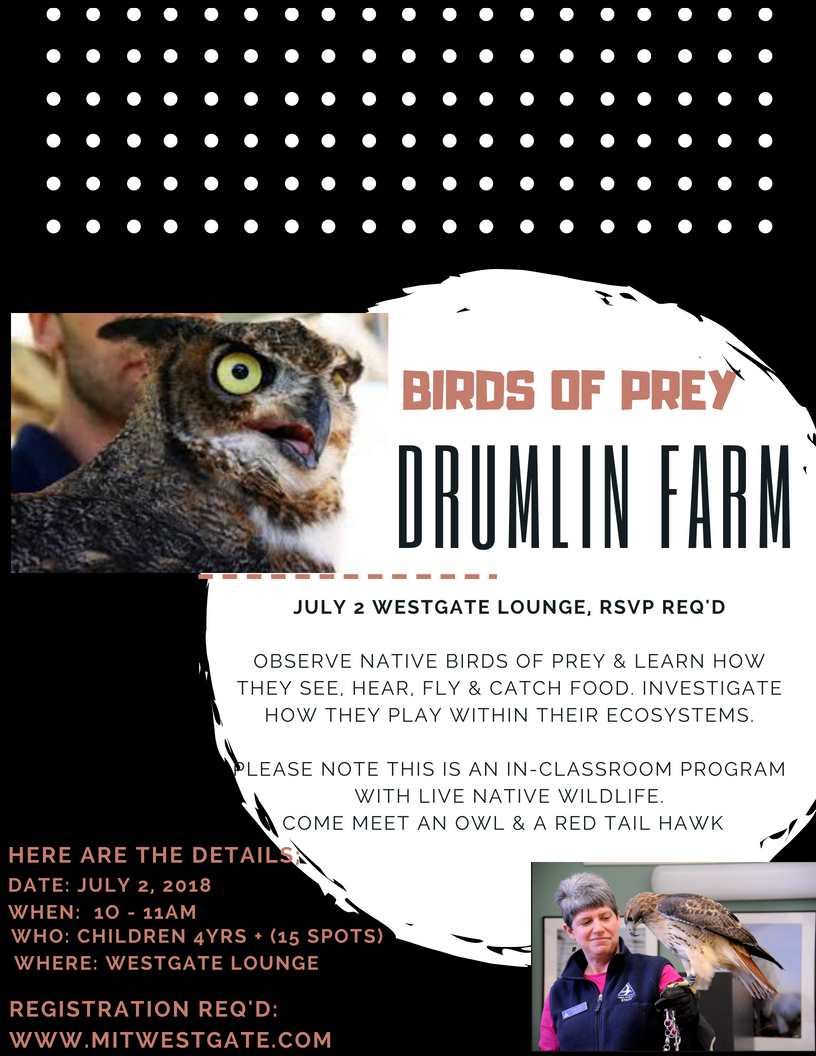 BIRDS OF PREY
DRUMLIN FARM
JULY 2 WESTGATE LOUNGE, RSVP REQ'D
OBSERVE NATIVE BIRDS OF PREY & LEARN HOW
THEY SEE, HEAR, FLY & CATCH FOOD. INVESTIGATE
HOW THEY PLAY WITHIN THEIR ECOSYSTEMS.
PLEASE NOTE THIS IS AN IN-CLASSROOM PROGRAM
WITH LIVE NATIVE WILDLIFE.
COME MEET AN OWL & A RED TAIL HAWK
HERE ARE THE DETAILS:
DATE: JULY 2, 2018
WHEN: 10 - 11AM
WHO: CHILDREN 4YRS + (15 SPOTS)
WHERE: WESTGATE LOUNGE
REGISTRATION REQ'D:
WWW.MITWESTGATE.COM